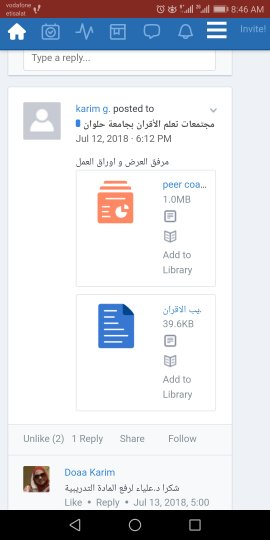 vodafone
etisalat
8:46 AM
Invite!
Type a reply...
karim g. posted to
مجتمعات تعلم الأقران بجامعة حلوان
Jul 12, 2018 · 6:12 PM
مرفق العرض و اوراق العمل
peer coa...
1.0MB
Add to
Library
يب الاقران.
39.6KB
Add to
Library
Unlike (2) 1 Reply Share Follow
Doaa Karim
شكرا د.علياء لرفع المادة التدريبية
Like • Reply • Jul 13, 2018, 5:00